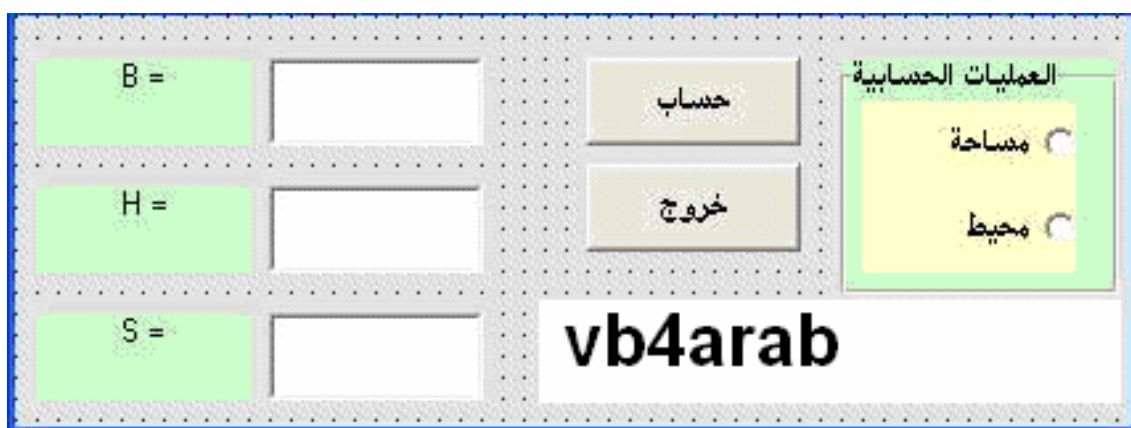 B =
H =
S =
حساب
خروج
العمليات الحسابية
مساحة
محيط
vb4arab